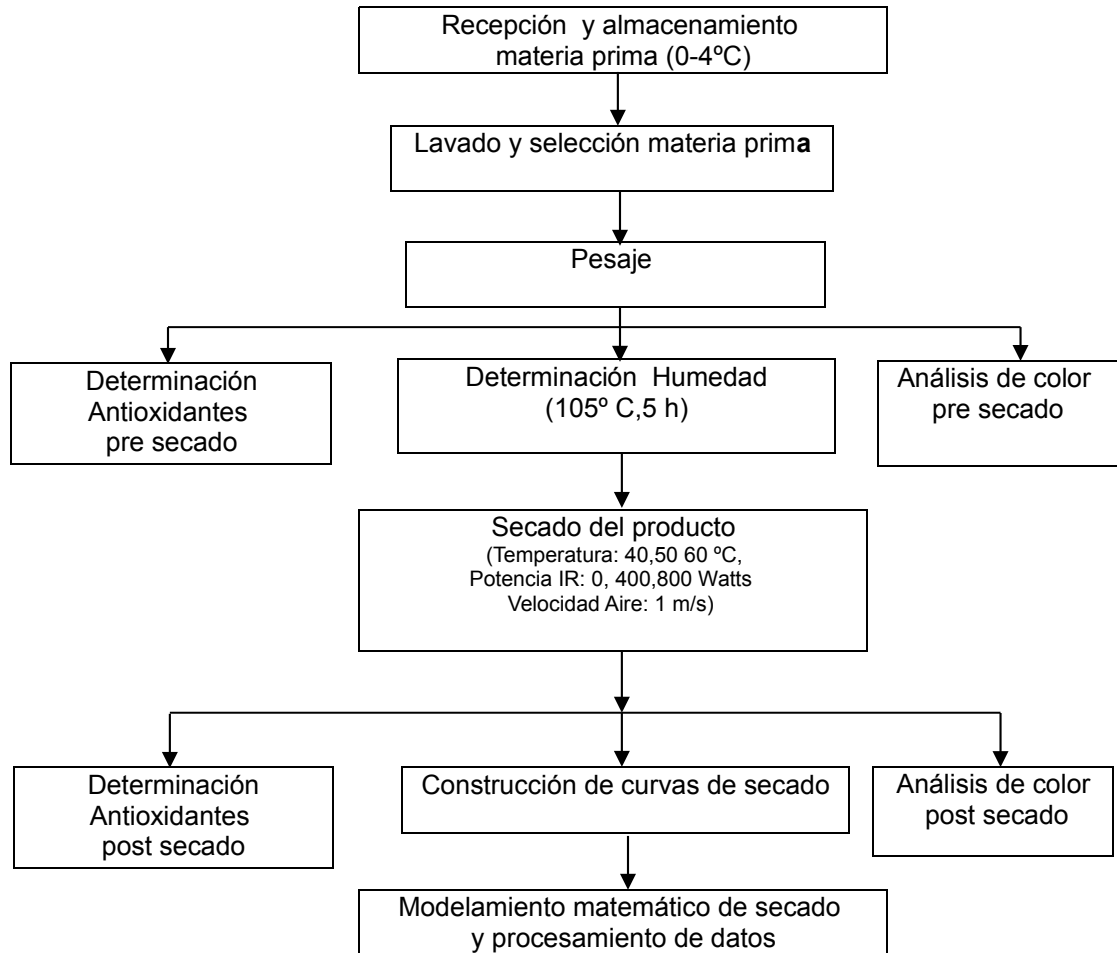 Recepción y almacenamiento
materia prima (0-4ºC)
Lavado y selección materia prima
Pesaje
Determinación
Antioxidantes
pre secado
Determinación Humedad
(105º C,5 h)
Análisis de color
pre secado
Secado del producto
(Temperatura: 40,50 60 ºC,
Potencia IR: 0, 400,800 Watts
Velocidad Aire: 1 m/s)
Determinación
Antioxidantes
post secado
Construcción de curvas de secado
Análisis de color
post secado
Modelamiento matemático de secado
y procesamiento de datos